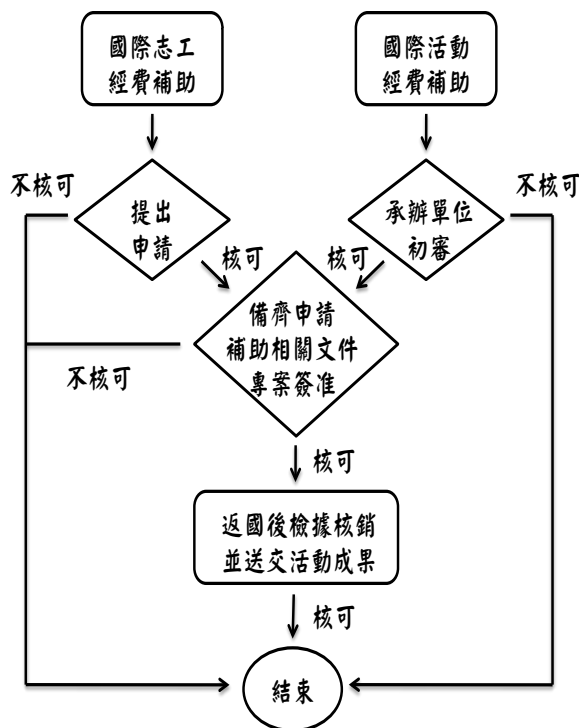 國際志工
經費補助
國際活動
經費補助
不核可
提出
申請
承辦單位
初審
不核可
核可
核可
備齊申請
補助相關文件
專案簽准
不核可
核可
返國後檢據核銷
並送交活動成果
核可
結束